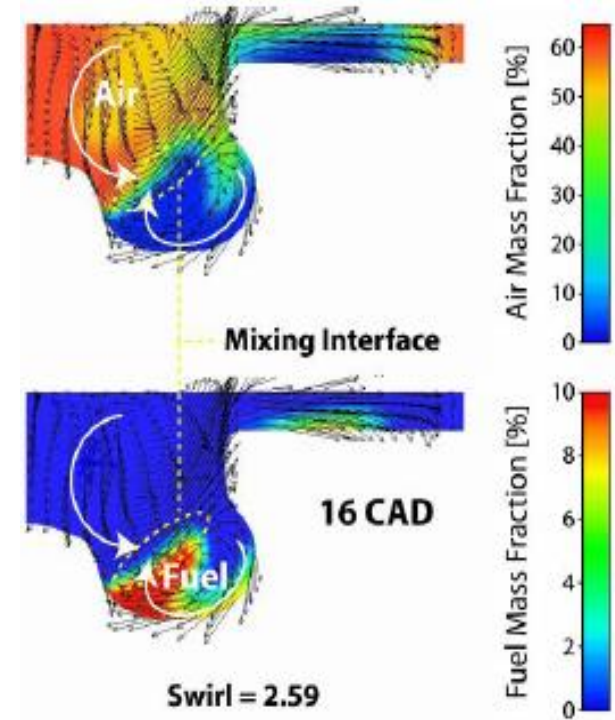 Air
Air Mass Fraction [%]
60
50
40
30
20
10
0
Mixing Interface
Fuel
16 CAD
Swirl = 2.59
Fuel Mass Fraction [%]
10
8
6
4
2
0